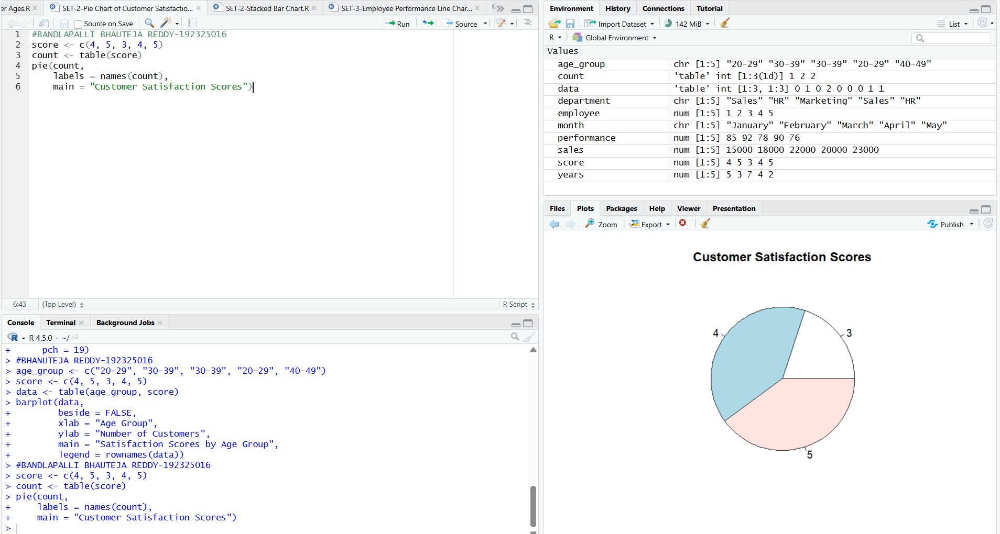 er Ages.R
SET-2-Pie Chart of Customer Satisfactio...
SET-2-Stacked Bar Chart.R
SET-3-Employee Performance Line Char...
Source on Save
Run
Source
1 #BANDLAPALLI BHAUTEJA REDDY-192325016
2 score <- c(4, 5, 3, 4, 5)
3 count <- table(score)
4 pie(count,
5     labels = names(count),
6     main = "Customer Satisfaction Scores")
6:43 (Top Level) R Script
Console Terminal Background Jobs
R 4.5.0 · ~/
+      pch = 19)
> #BHANUTEJA REDDY-192325016
> age_group <- c("20-29", "30-39", "30-39", "20-29", "40-49")
> score <- c(4, 5, 3, 4, 5)
> data <- table(age_group, score)
> barplot(data,
+         beside = FALSE,
+         xlab = "Age Group",
+         ylab = "Number of Customers",
+         main = "Satisfaction Scores by Age Group",
+         legend = rownames(data))
> #BANDLAPALLI BHAUTEJA REDDY-192325016
> score <- c(4, 5, 3, 4, 5)
> count <- table(score)
> pie(count,
+     labels = names(count),
+     main = "Customer Satisfaction Scores")
>
Environment History Connections Tutorial
Import Dataset 142 MiB List
R Global Environment
Values
age_group chr [1:5] "20-29" "30-39" "30-39" "20-29" "40-49"
count 'table' int [1:3(1d)] 1 2 2
data 'table' int [1:3, 1:3] 0 1 0 2 0 0 0 1 1
department chr [1:5] "Sales" "HR" "Marketing" "Sales" "HR"
employee num [1:5] 1 2 3 4 5
month chr [1:5] "January" "February" "March" "April" "May"
performance num [1:5] 85 92 78 90 76
sales num [1:5] 15000 18000 22000 20000 23000
score num [1:5] 4 5 3 4 5
years num [1:5] 5 3 7 4 2
Files Plots Packages Help Viewer Presentation
Zoom Export Publish
Customer Satisfaction Scores
4
3
5